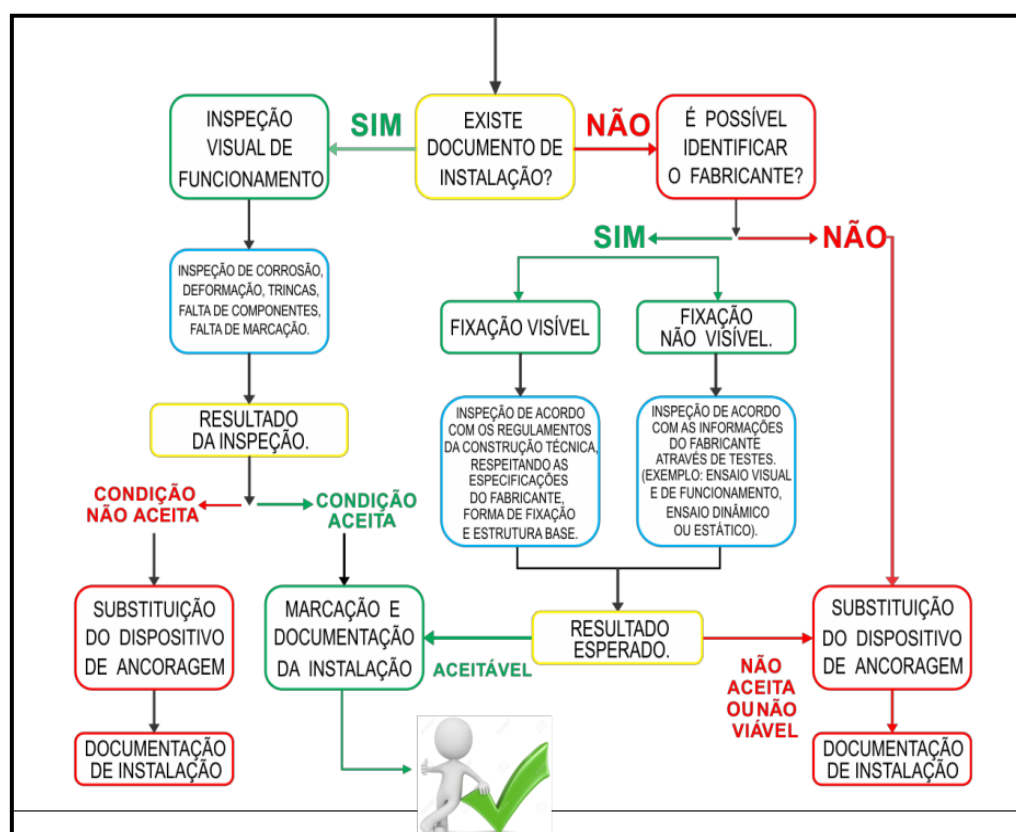 INSPEÇÃO
VISUAL DE
FUNCIONAMENTO
SIM
EXISTE
DOCUMENTO DE
INSTALAÇÃO?
NÃO
É POSSÍVEL
IDENTIFICAR
O FABRICANTE?
SIM
NÃO
INSPEÇÃO DE CORROSÃO,
DEFORMAÇÃO, TRINCAS,
FALTA DE COMPONENTES,
FALTA DE MARCAÇÃO.
FIXAÇÃO VISÍVEL
FIXAÇÃO
NÃO VISÍVEL.
RESULTADO
DA INSPEÇÃO.
INSPEÇÃO DE ACORDO
COM OS REGULAMENTOS
DA CONSTRUÇÃO TÉCNICA,
RESPEITANDO AS
ESPECIFICAÇÕES
DO FABRICANTE,
FORMA DE FIXAÇÃO
E ESTRUTURA BASE.
INSPEÇÃO DE ACORDO
COM AS INFORMAÇÕES
DO FABRICANTE
ATRAVÉS DE TESTES.
(EXEMPLO: ENSAIO VISUAL
E DE FUNCIONAMENTO,
ENSAIO DINÂMICO
OU ESTÁTICO).
CONDIÇÃO
NÃO ACEITA
CONDIÇÃO
ACEITA
SUBSTITUIÇÃO
DO DISPOSITIVO
DE ANCORAGEM
MARCAÇÃO E
DOCUMENTAÇÃO
DA INSTALAÇÃO
ACEITÁVEL
RESULTADO
ESPERADO.
NÃO
ACEITA
OU NÃO
VIÁVEL
SUBSTITUIÇÃO
DO DISPOSITIVO
DE ANCORAGEM
DOCUMENTAÇÃO
DE INSTALAÇÃO
DOCUMENTAÇÃO
DE INSTALAÇÃO